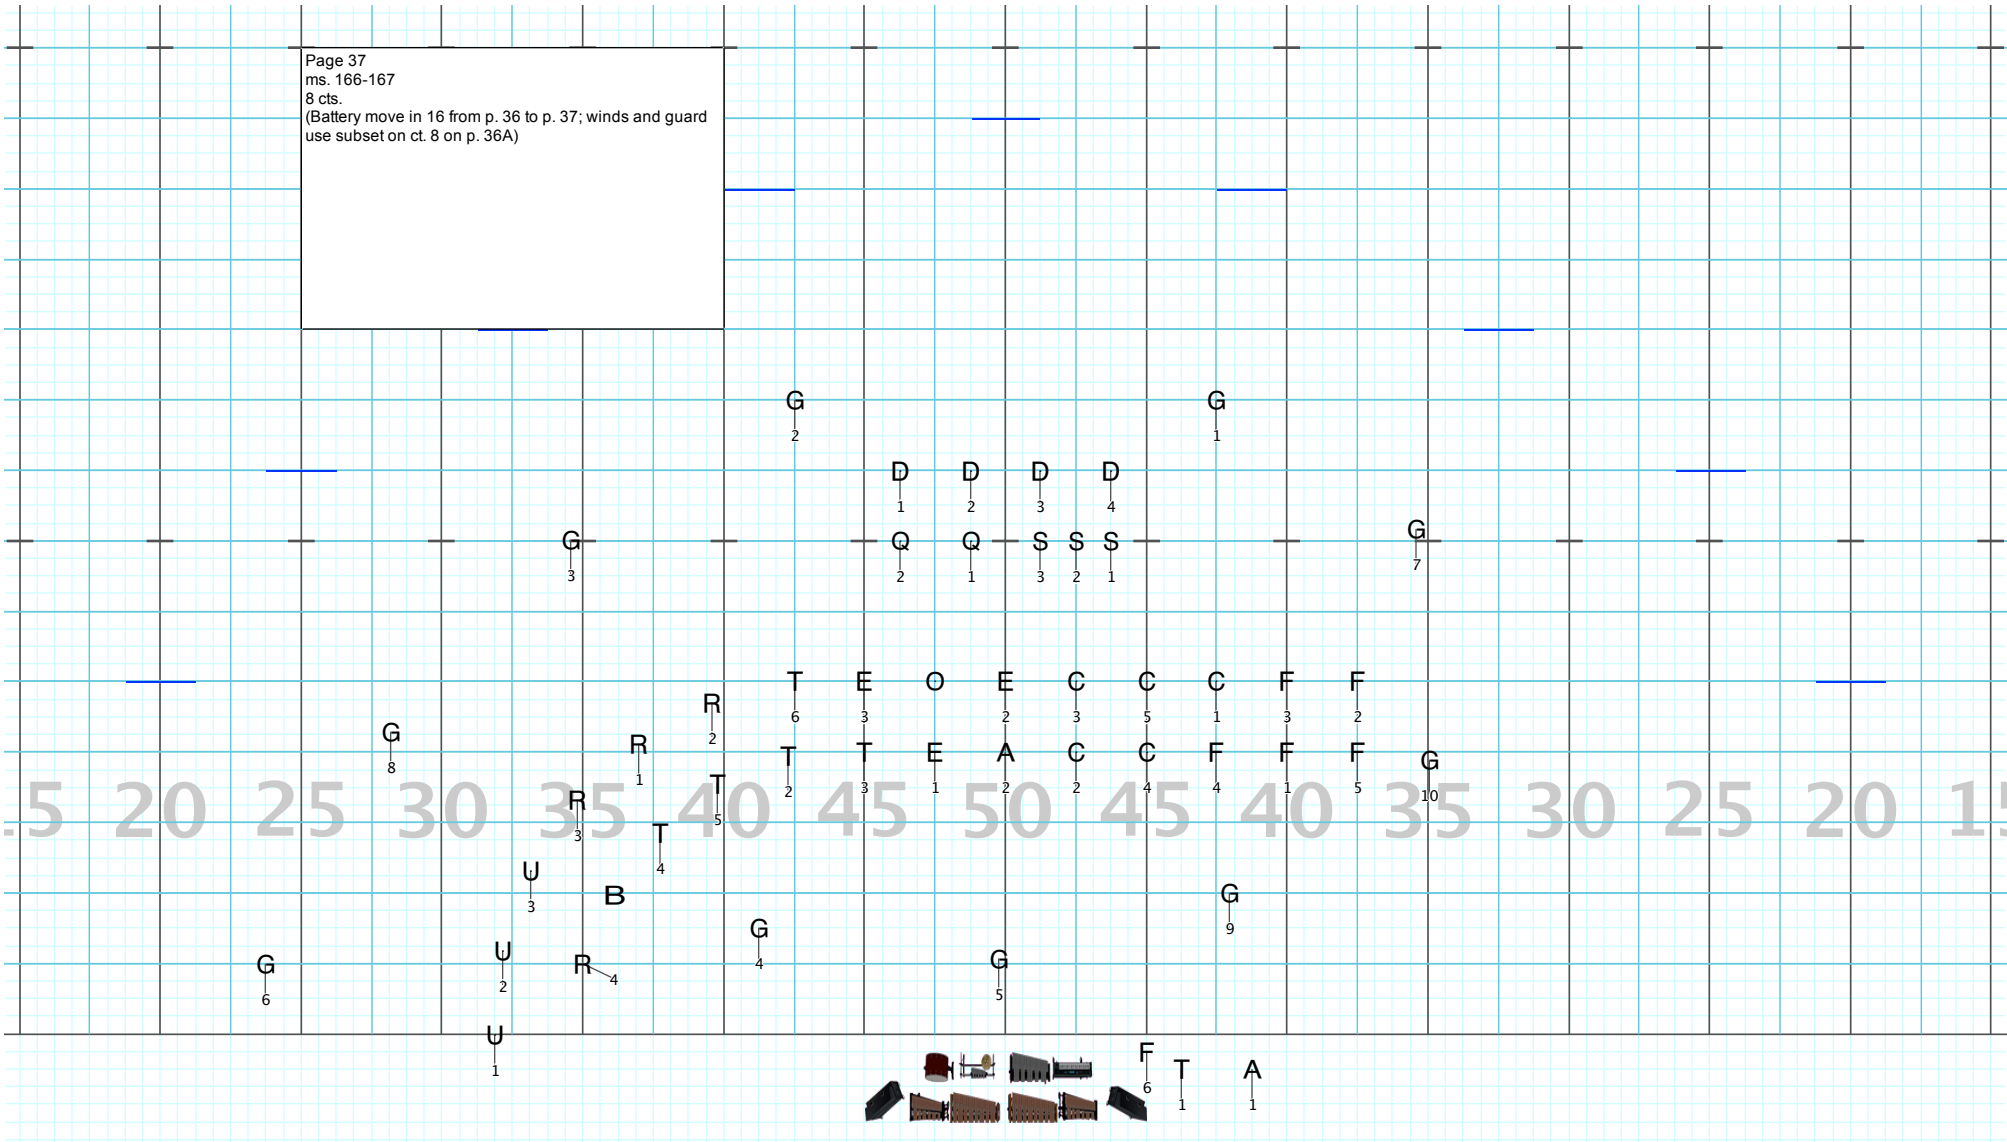 Page 37
ms. 166-167
8 cts.
(Battery move in 16 from p. 36 to p. 37; winds and guard
use subset on ct. 8 on p. 36A)
G G
2 1
D D D D
1 2 3 4
G
7
G Q Q S S S
3 2 1 3 2 1
T E O E C C C F F
6 3 2 3 5 1 3 2
R
2
G
8
R
1
T T E A C C F F F G
2 3 1 2 2 4 4 1 5 10
T
5
R
3
5 20 25 30 35 40 45 50 45 40 35 30 25 20 15
T
4
U
3
B
G
9
G
4
U
2
G R G
6 4 5
U
1
F
6
T A
1 1